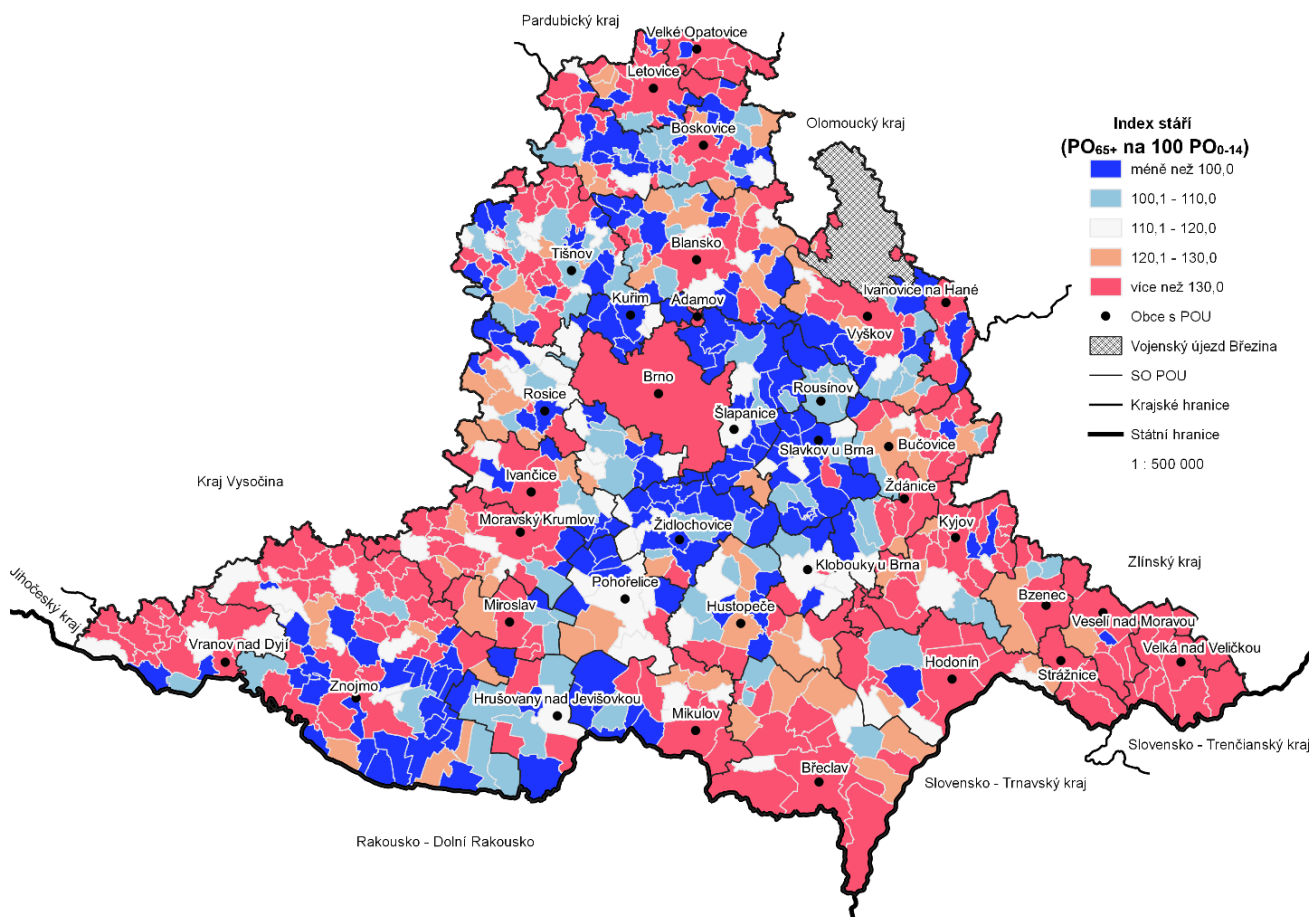 Pardubický kraj
Velké Opatovice
Letovice
Boskovice
Olomoucký kraj
Index stáří
(PO65+ na 100 PO0-14)
méně než 100,0
100,1 - 110,0
110,1 - 120,0
120,1 - 130,0
více než 130,0
Obce s POU
Vojenský újezd Březina
SO POU
Krajské hranice
Státní hranice
1 : 500 000
Blansko
Tišnov
Ivanovice na Hané
Kuřim
Adamov
Vyškov
Brno
Rousínov
Rosice
Šlapanice
Slavkov u Brna
Bučovice
Kraj Vysočina
Ivančice
Ždánice
Moravský Krumlov
Židlochovice
Kyjov
Zlínský kraj
Klobouky u Brna
Jihočeský kraj
Pohořelice
Bzenec
Miroslav
Hustopeče
Veselí nad Moravou
Vranov nad Dyjí
Hodonín
Strážnice
Velká nad Veličkou
Znojmo
Hrušovany nad Jevišovkou
Mikulov
Slovensko - Trenčianský kraj
Břeclav
Slovensko - Trnavský kraj
Rakousko - Dolní Rakousko